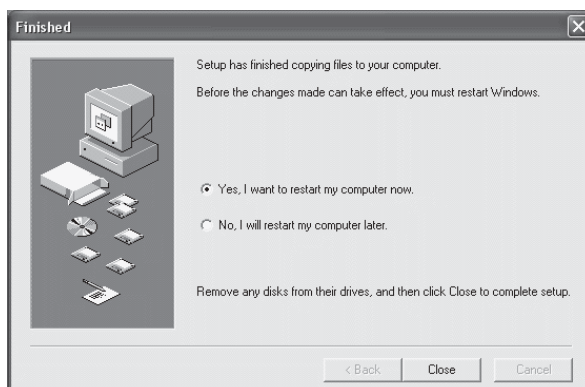 Finished
Setup has finished copying files to your computer.
Before the changes made can take effect, you must restart Windows.
Yes, I want to restart my computer now.
No, I will restart my computer later.
Remove any disks from their drives, and then click Close to complete setup.
< Back
Close
Cancel